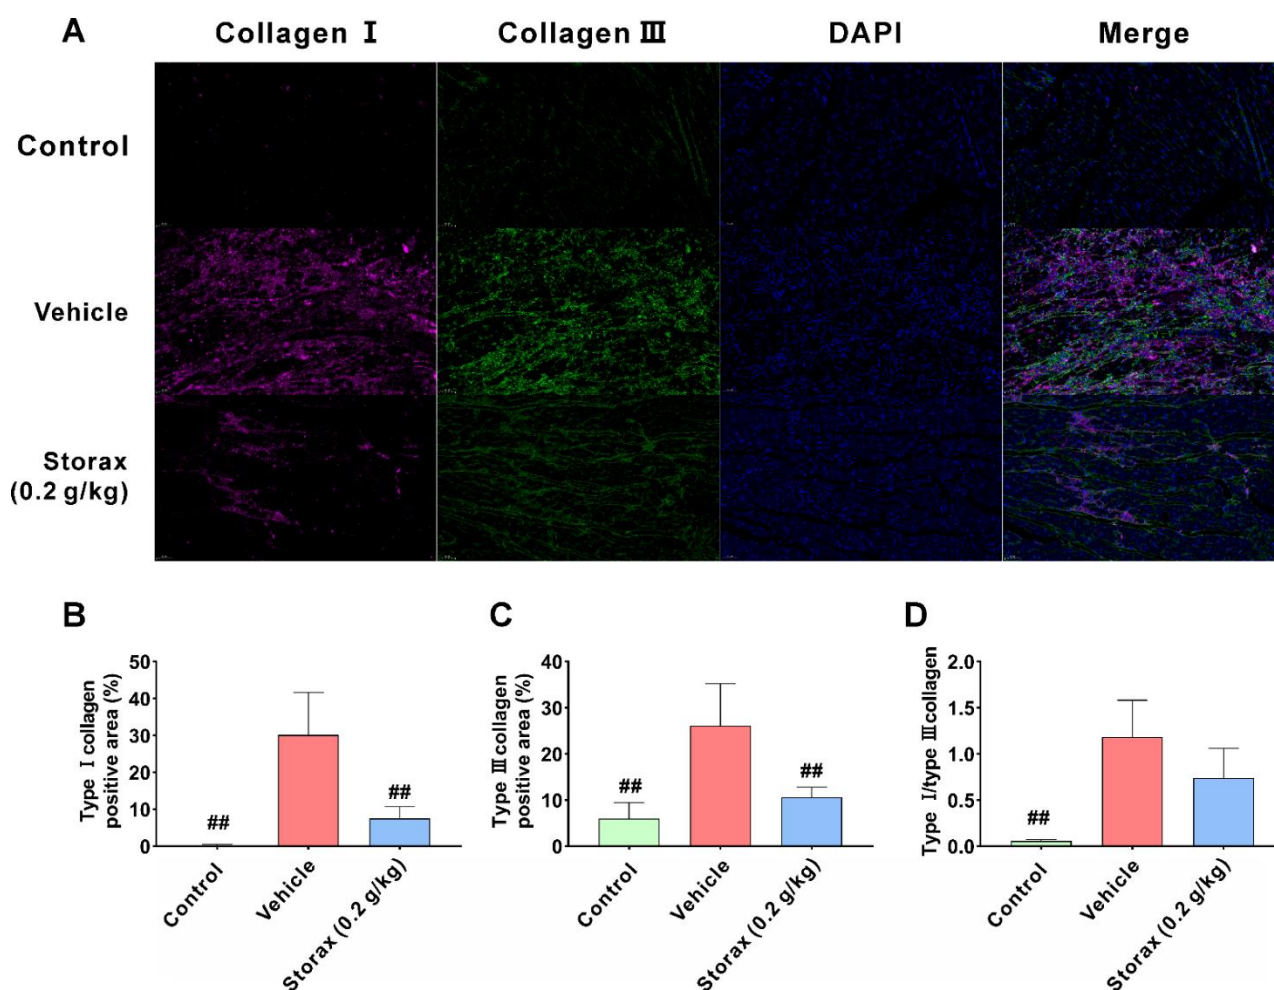 A
Collagen Ⅰ
Collagen Ⅲ
DAPI
Merge
Control
Vehicle
Storax
(0.2 g/kg)
B
Type Ⅰ collagen
positive area (%)
50
40
30
20
10
0
##
##
Control
Vehicle
Storax (0.2 g/kg)
C
Type Ⅲ collagen
positive area (%)
40
30
20
10
0
##
##
Control
Vehicle
Storax (0.2 g/kg)
D
Type Ⅰ/type Ⅲ collagen
2.0
1.5
1.0
0.5
0.0
##
Control
Vehicle
Storax (0.2 g/kg)